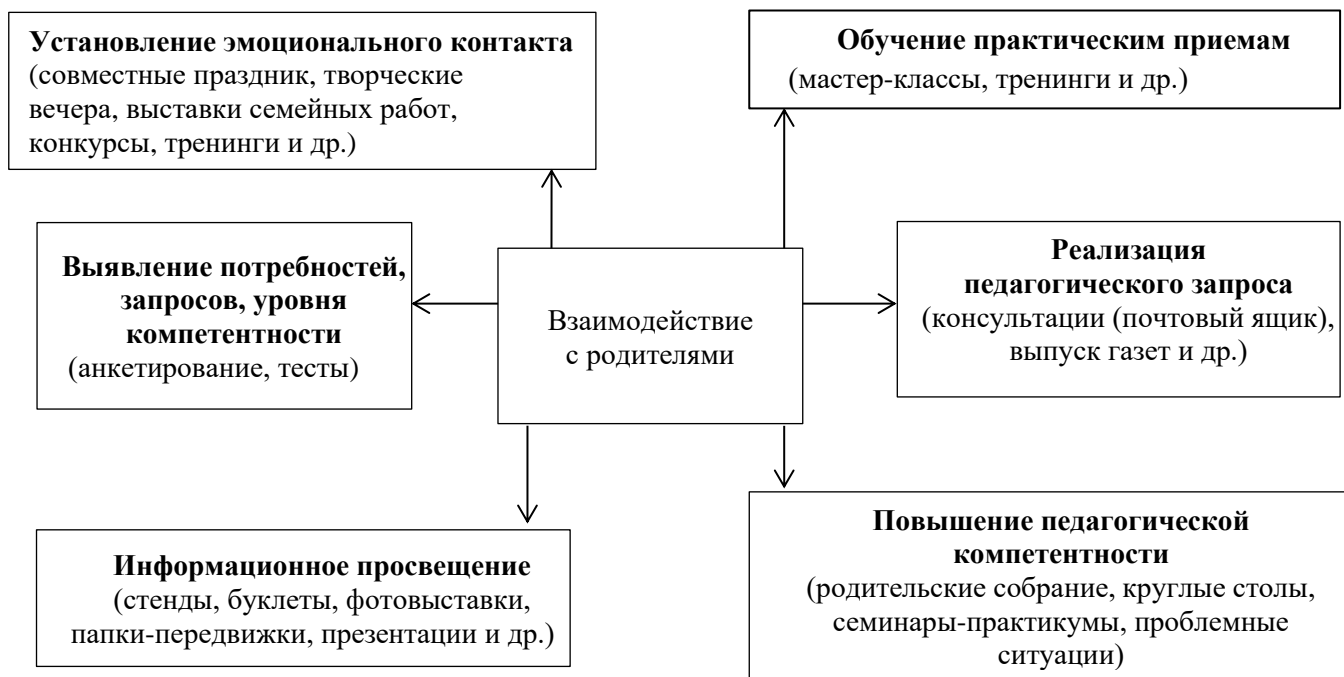 Установление эмоционального контакта
(совместные праздник, творческие
вечера, выставки семейных работ,
конкурсы, тренинги и др.)
Обучение практическим приемам
(мастер-классы, тренинги и др.)
Выявление потребностей,
запросов, уровня
компетентности
(анкетирование, тесты)
Взаимодействие
с родителями
Реализация
педагогического запроса
(консультации (почтовый ящик),
выпуск газет и др.)
Информационное просвещение
(стенды, буклеты, фотовыставки,
папки-передвижки, презентации и др.)
Повышение педагогической
компетентности
(родительские собрание, круглые столы,
семинары-практикумы, проблемные
ситуации)